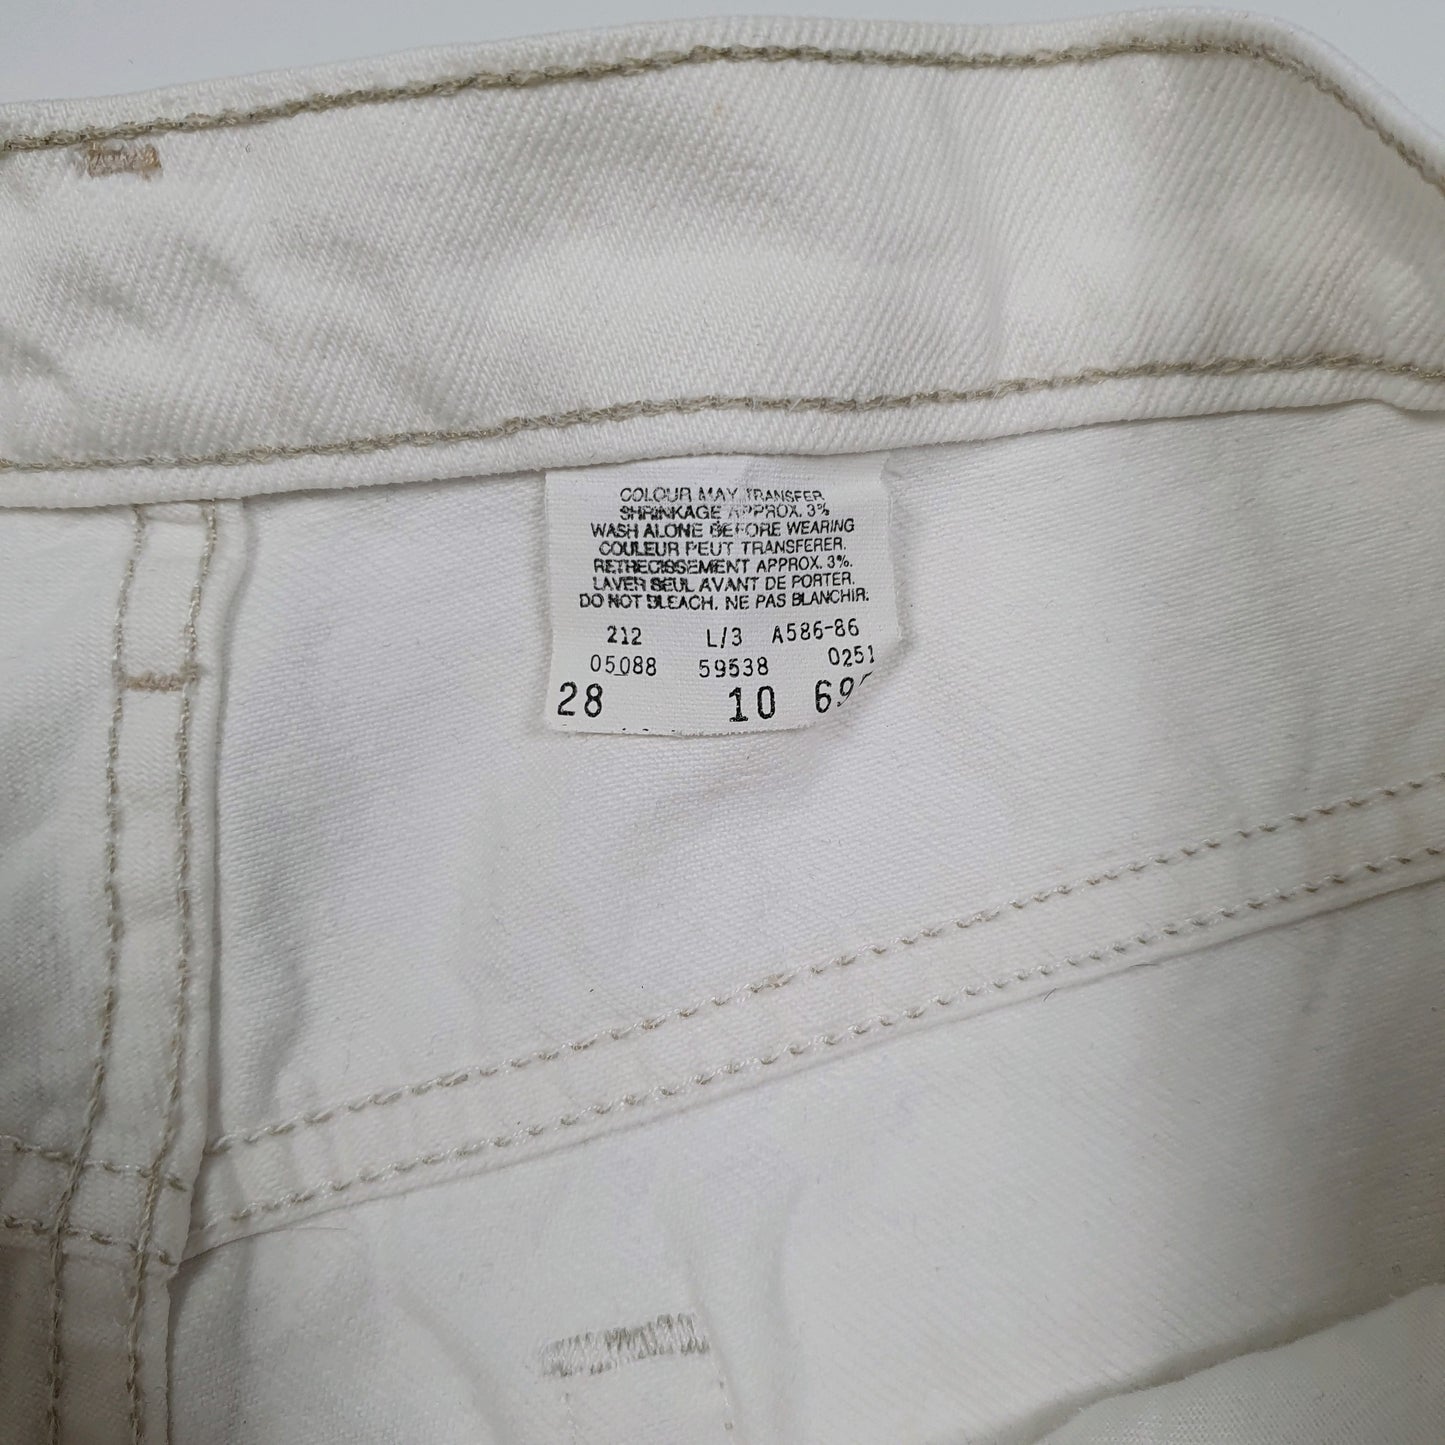 COLOUR MAY TRANSFER.
SHRINKAGE APPROX. 3%
WASH ALONE BEFORE WEARING
COULEUR PEUT TRANSFERER.
RETRECISSEMENT APPROX. 3%.
LAVER SEUL AVANT DE PORTER.
DO NOT BLEACH. NE PAS BLANCHIR.
212 L/3 A586-86
05088 59538 0251
28 10